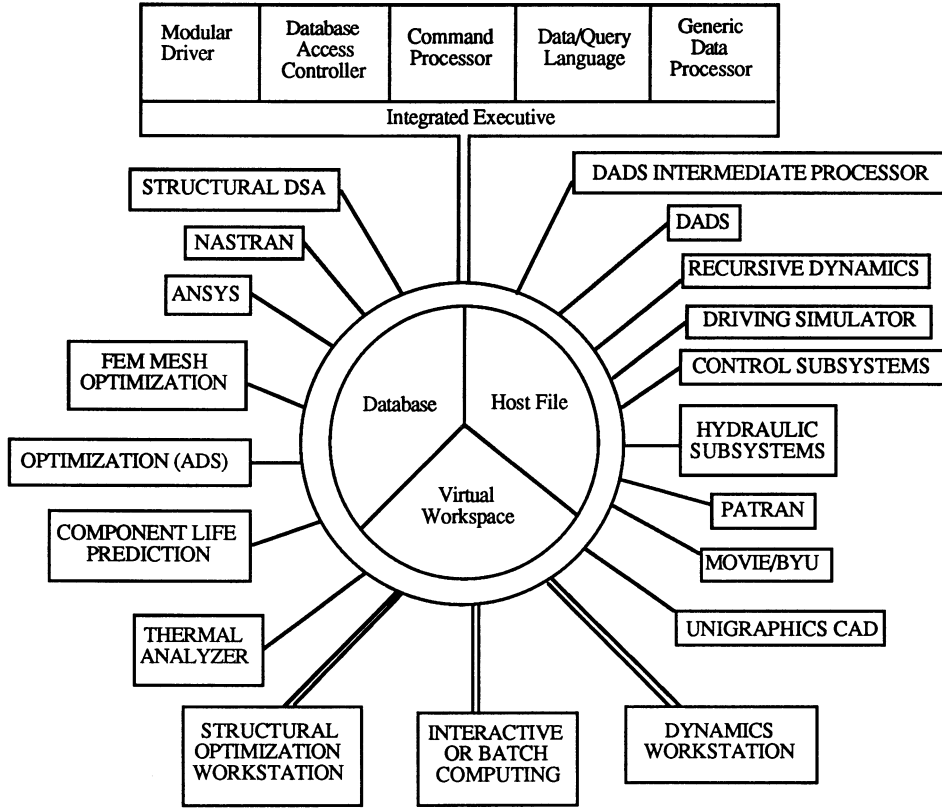 Modular
Driver
Database
Access
Controller
Command
Processor
Data/Query
Language
Generic
Data
Processor
Integrated Executive
STRUCTURAL DSA
NASTRAN
ANSYS
FEM MESH
OPTIMIZATION
OPTIMIZATION (ADS)
COMPONENT LIFE
PREDICTION
THERMAL
ANALYZER
DADS INTERMEDIATE PROCESSOR
DADS
RECURSIVE DYNAMICS
DRIVING SIMULATOR
CONTROL SUBSYSTEMS
HYDRAULIC
SUBSYSTEMS
PATRAN
MOVIE/BYU
UNIGRAPHICS CAD
Database
Host File
Virtual
Workspace
STRUCTURAL
OPTIMIZATION
WORKSTATION
INTERACTIVE
OR BATCH
COMPUTING
DYNAMICS
WORKSTATION